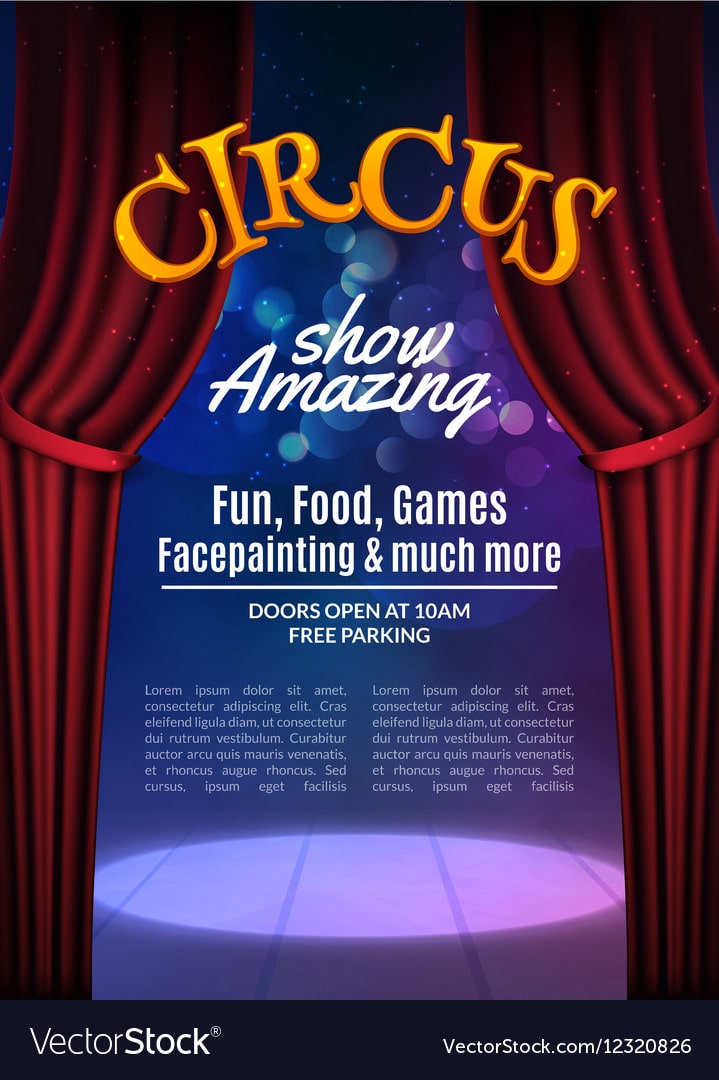 CIRCUS
show
Amazing
Fun, Food, Games
Facepainting & much more
DOORS OPEN AT 10AM
FREE PARKING
Lorem ipsum dolor sit amet,
consectetur adipiscing elit. Cras
eleifend ligula diam, ut consectetur
dui rutrum vestibulum. Curabitur
auctor arcu quis mauris venenatis,
et rhoncus augue rhoncus. Sed
cursus, ipsum eget facilisis
Lorem ipsum dolor sit amet,
consectetur adipiscing elit. Cras
eleifend ligula diam, ut consectetur
dui rutrum vestibulum. Curabitur
auctor arcu quis mauris venenatis,
et rhoncus augue rhoncus. Sed
cursus, ipsum eget facilisis
VectorStock®
VectorStock.com/12320826